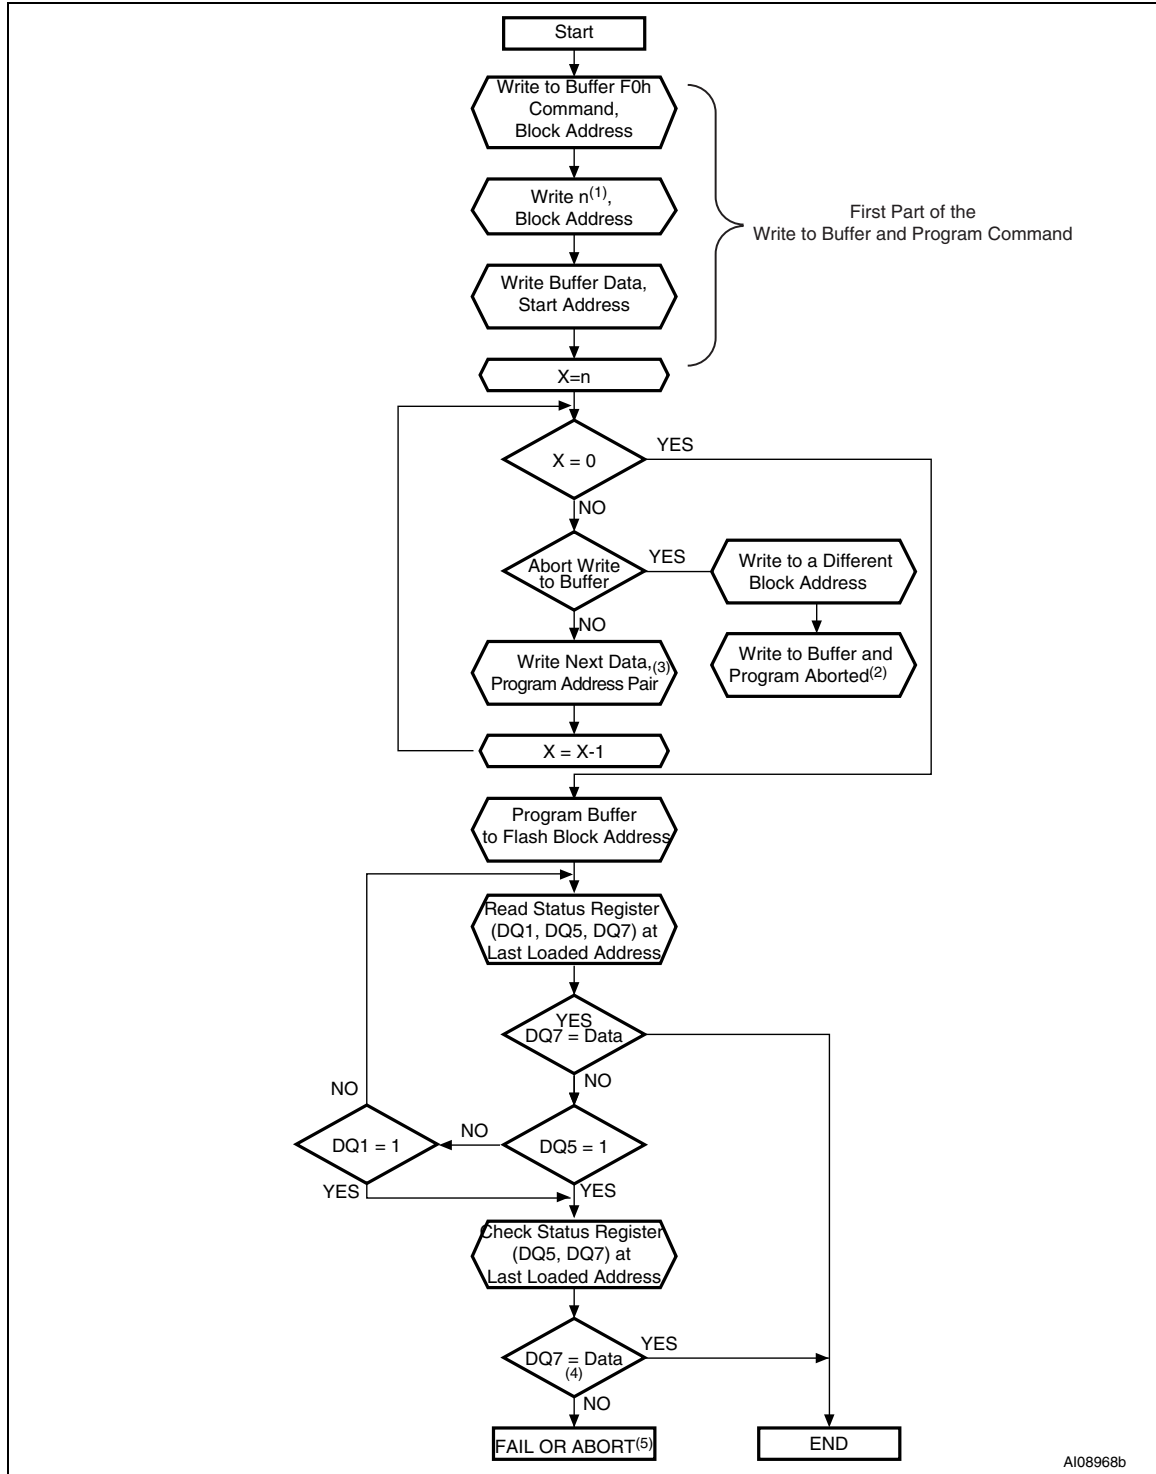 Start
Write to Buffer F0h
Command,
Block Address
Write n(1),
Block Address
First Part of the
Write to Buffer and Program Command
Write Buffer Data,
Start Address
X=n
X = 0
YES
NO
Abort Write
to Buffer
YES
Write to a Different
Block Address
NO
Write Next Data,(3)
Program Address Pair
Write to Buffer and
Program Aborted(2)
X = X-1
Program Buffer
to Flash Block Address
Read Status Register
(DQ1, DQ5, DQ7) at
Last Loaded Address
YES
DQ7 = Data
NO
NO
DQ1 = 1
NO
DQ5 = 1
YES
YES
Check Status Register
(DQ5, DQ7) at
Last Loaded Address
DQ7 = Data
(4)
YES
NO
FAIL OR ABORT(5)
END
AI08968b